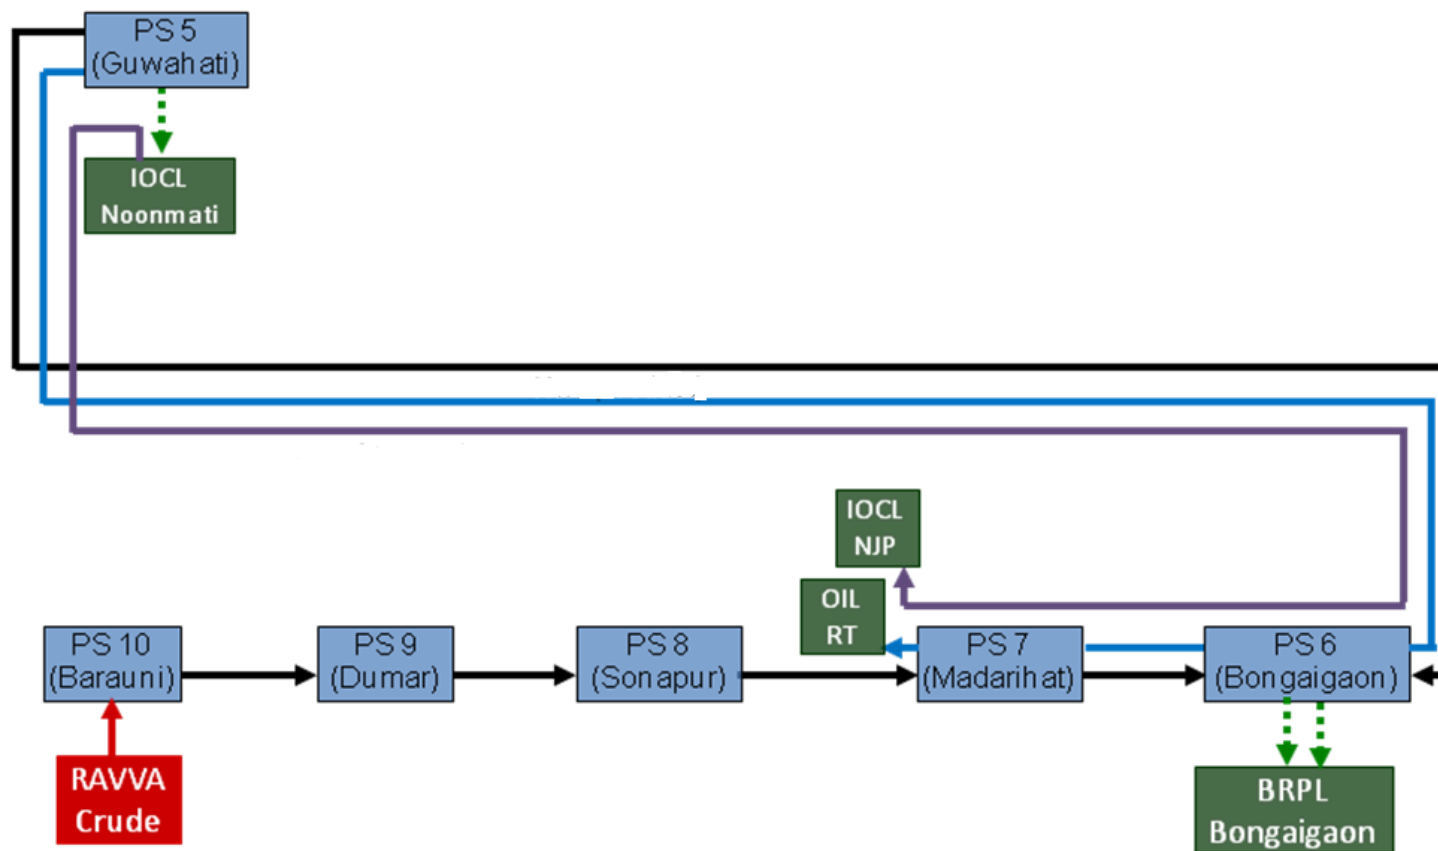 PS 5
(Guwahati)
IOCL
Noonmati
IOCL
NJP
OIL
RT
PS 10
(Barauni)
PS 9
(Dumar)
PS 8
(Sonapur)
PS 7
(Madarihat)
PS 6
(Bongaigaon)
RAVVA
Crude
BRPL
Bongaigaon